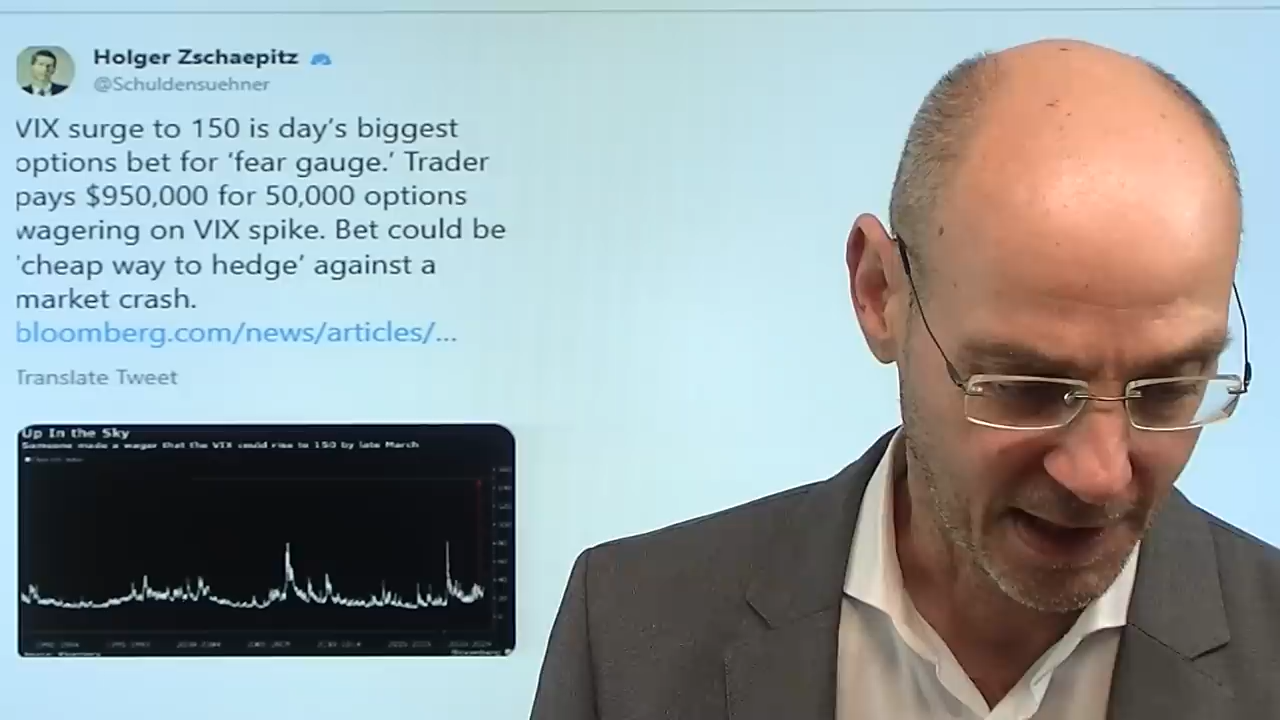 Holger Zschaepitz
@Schuldensuehner
VIX surge to 150 is day's biggest
options bet for 'fear gauge.' Trader
pays $950,000 for 50,000 options
wagering on VIX spike. Bet could be
'cheap way to hedge' against a
market crash.
bloomberg.com/news/articles/...
Translate Tweet
Up In the Sky
Someone made a wager that the VIX could rise to 150 by late March